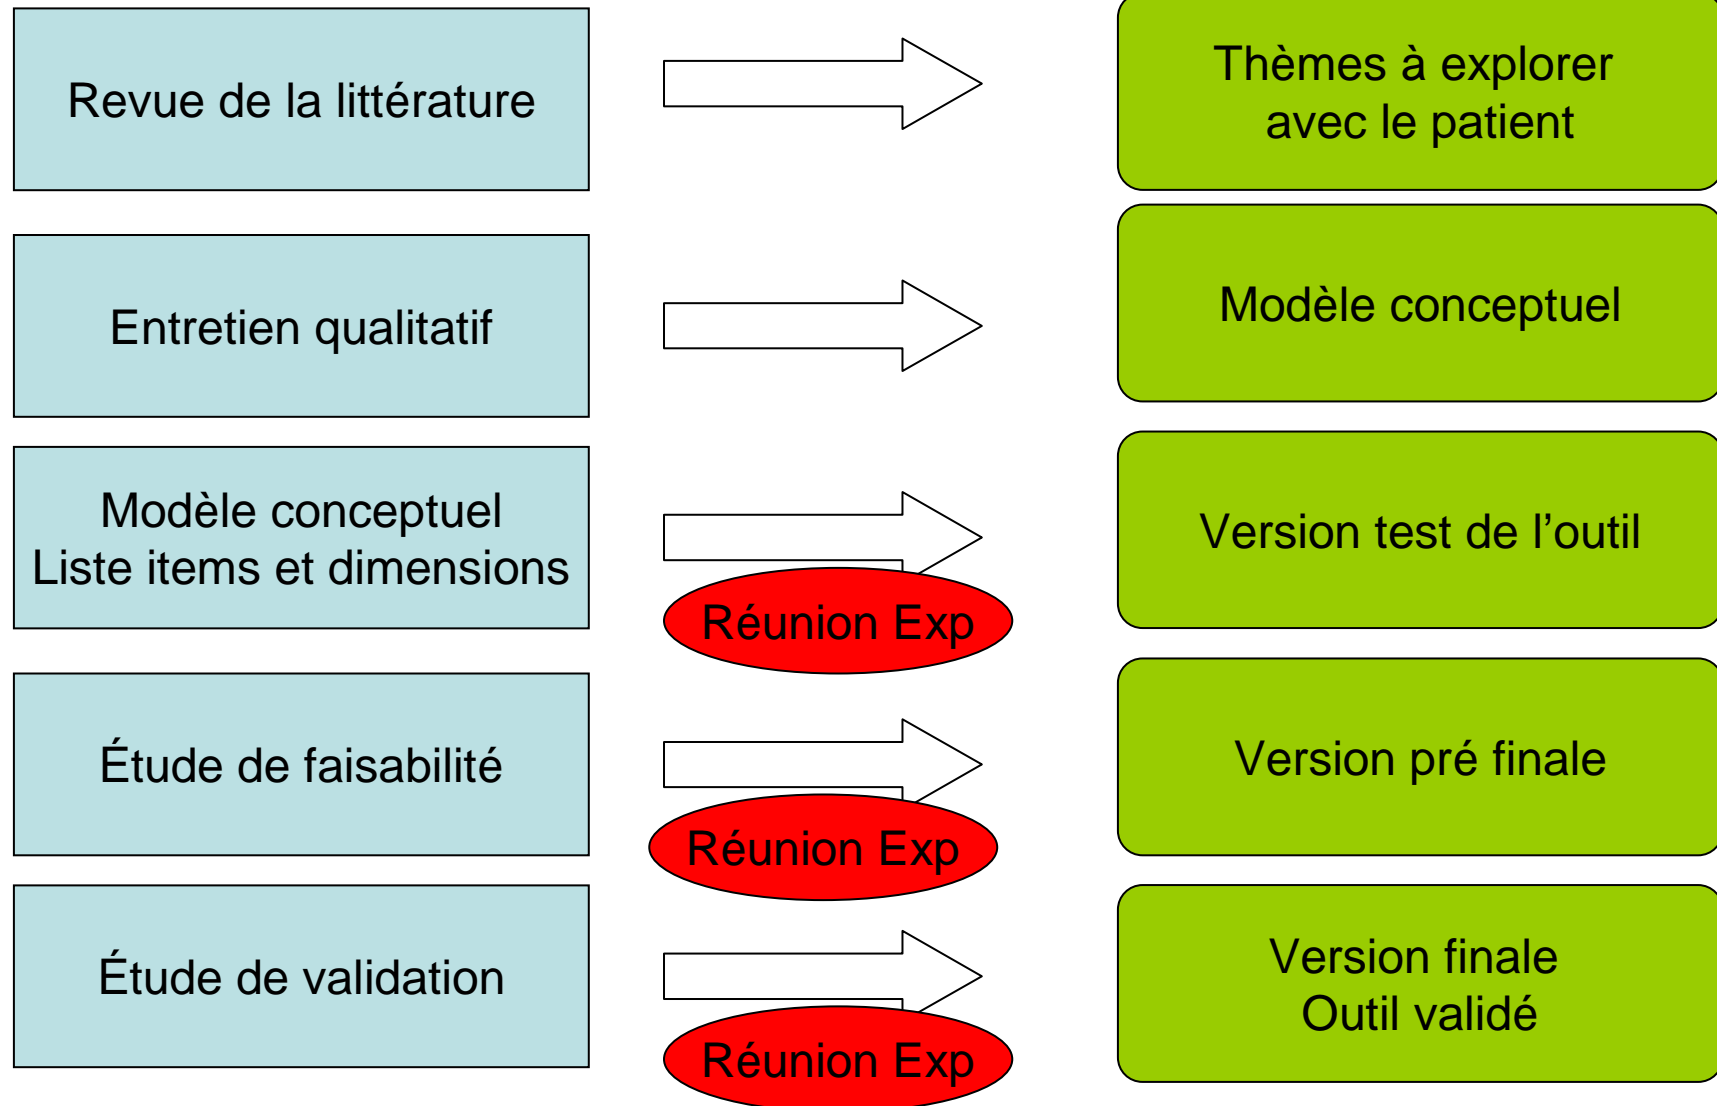 Revue de la littérature
Thèmes à explorer
avec le patient
Entretien qualitatif
Modèle conceptuel
Modèle conceptuel
Liste items et dimensions
Réunion Exp
Version test de l’outil
Étude de faisabilité
Réunion Exp
Version pré finale
Étude de validation
Réunion Exp
Version finale
Outil validé